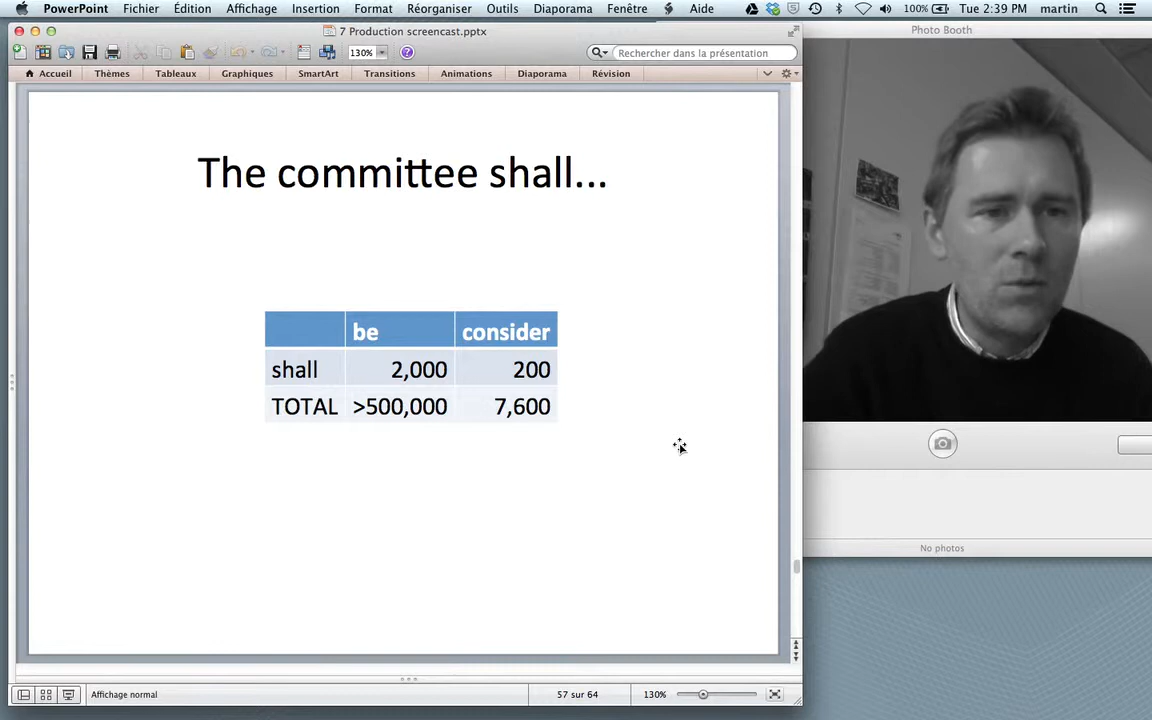 PowerPoint Fichier Édition Affichage Insertion Format Réorganiser Outils Diaporama Fenêtre Aide 100% Tue 2:39 PM martin
7 Production screencast.pptx
Photo Booth
130% Rechercher dans la présentation
Accueil Thèmes Tableaux Graphiques SmartArt Transitions Animations Diaporama Révision
The committee shall...
be consider
shall 2,000 200
TOTAL >500,000 7,600
No photos
Affichage normal 57 sur 64 130%